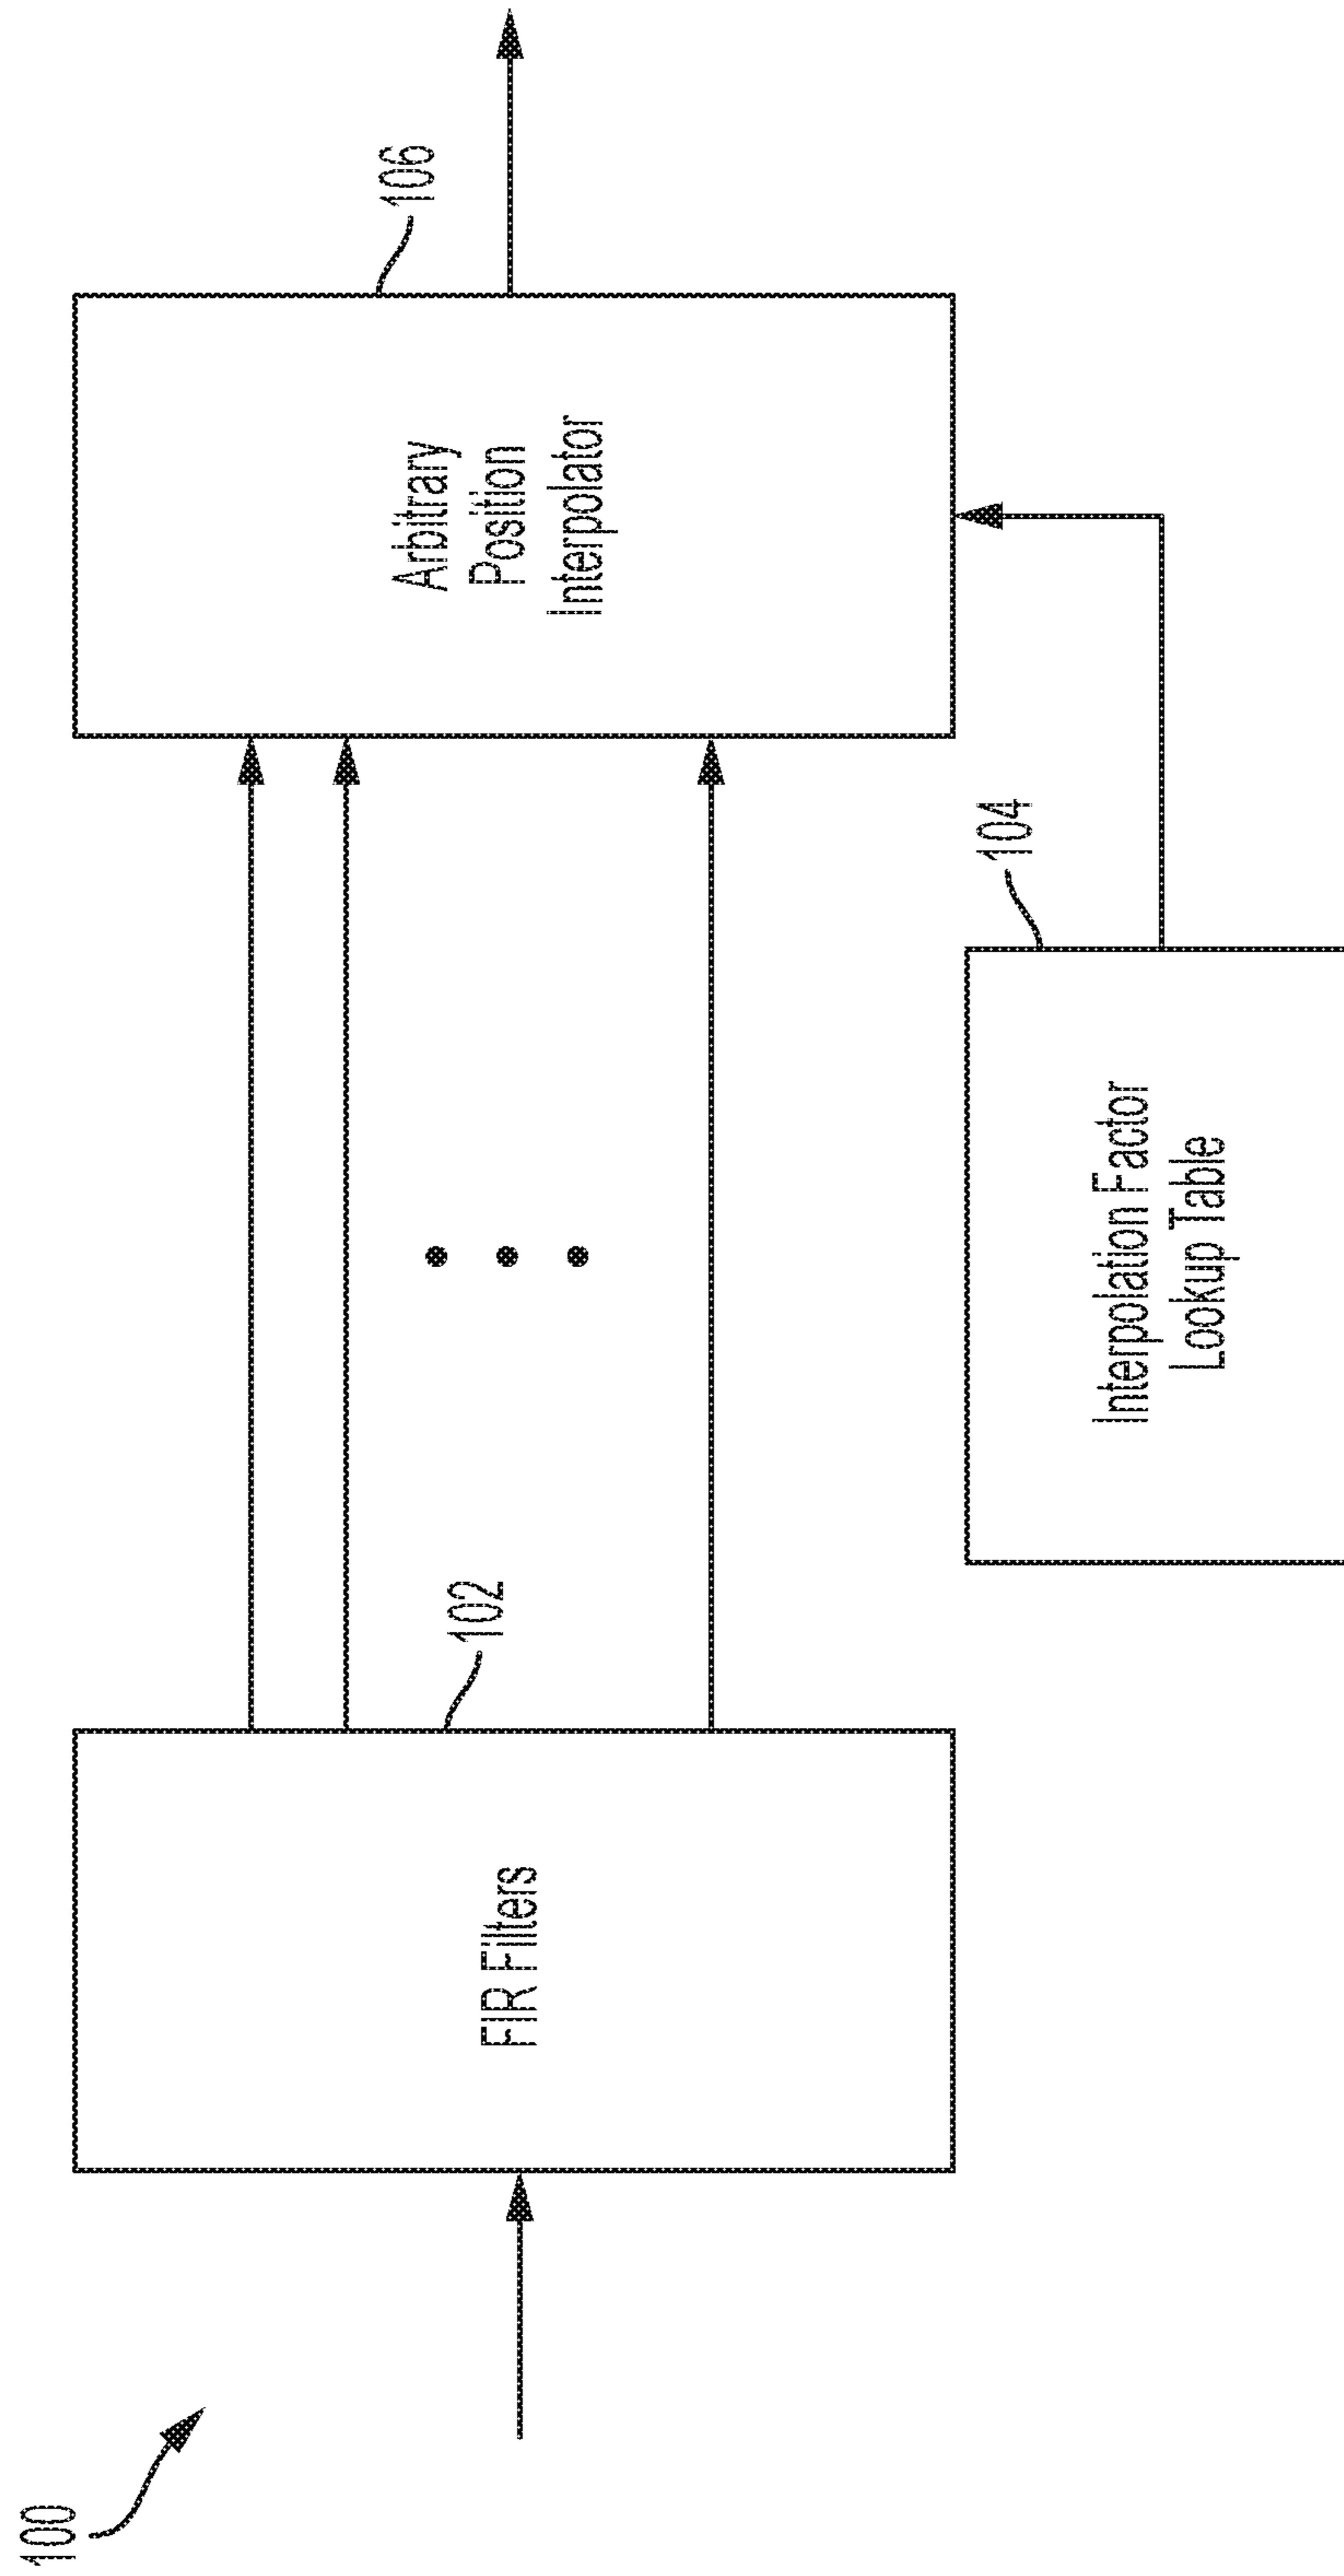 100
FIR Filters
102
Interpolation Factor
Lookup Table
104
Arbitrary
Position
Interpolator
106